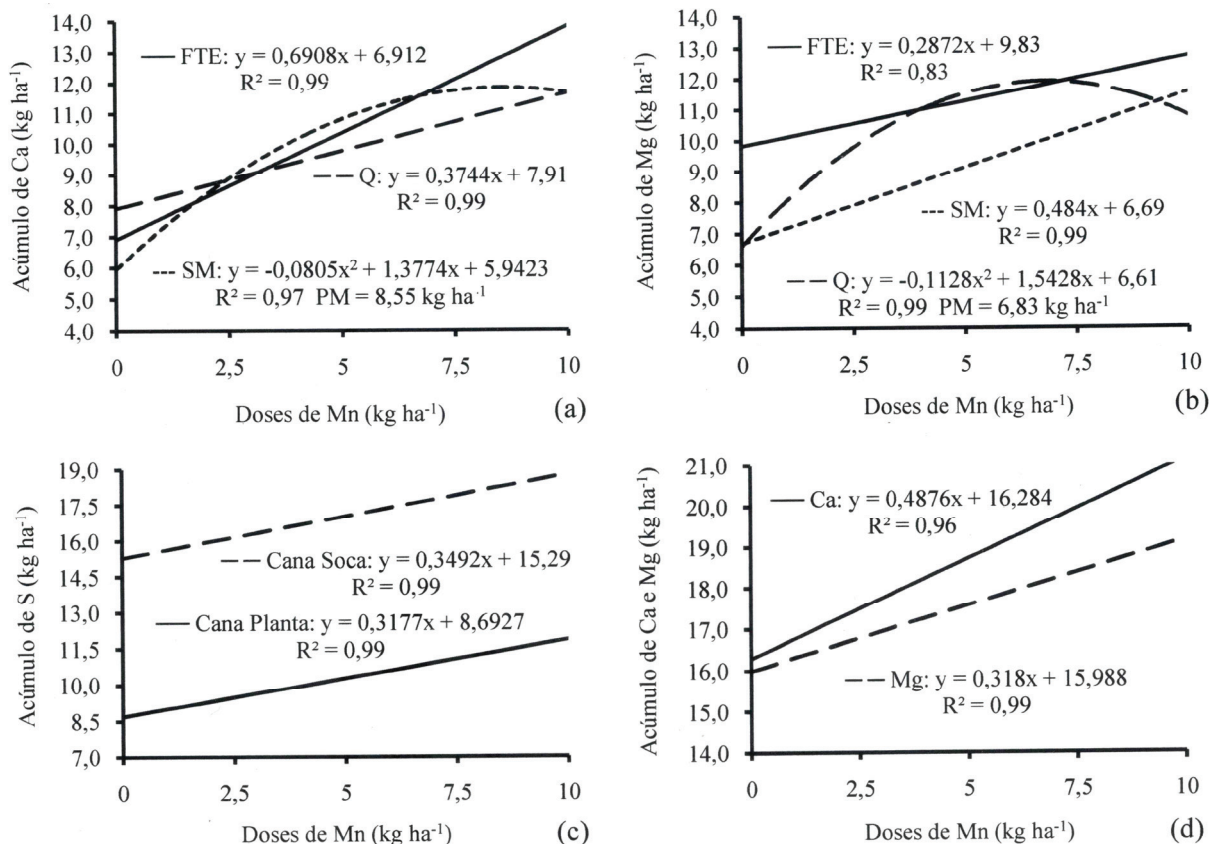 Acúmulo de Ca (kg ha⁻¹)
14,0
13,0
12,0
11,0
10,0
9,0
8,0
7,0
6,0
5,0
4,0
FTE: y = 0,6908x + 6,912
R² = 0,99
Q: y = 0,3744x + 7,91
R² = 0,99
SM: y = -0,0805x² + 1,3774x + 5,9423
R² = 0,97 PM = 8,55 kg ha⁻¹
0 2,5 5 7,5 10
Doses de Mn (kg ha⁻¹)
(a)
Acúmulo de Mg (kg ha⁻¹)
14,0
13,0
12,0
11,0
10,0
9,0
8,0
7,0
6,0
5,0
4,0
FTE: y = 0,2872x + 9,83
R² = 0,83
SM: y = 0,484x + 6,69
R² = 0,99
Q: y = -0,1128x² + 1,5428x + 6,61
R² = 0,99 PM = 6,83 kg ha⁻¹
0 2,5 5 7,5 10
Doses de Mn (kg ha⁻¹)
(b)
Acúmulo de S (kg ha⁻¹)
19,0
17,5
16,0
14,5
13,0
11,5
10,0
8,5
7,0
Cana Soca: y = 0,3492x + 15,29
R² = 0,99
Cana Planta: y = 0,3177x + 8,6927
R² = 0,99
0 2,5 5 7,5 10
Doses de Mn (kg ha⁻¹)
(c)
Acúmulo de Ca e Mg (kg ha⁻¹)
21,0
20,0
19,0
18,0
17,0
16,0
15,0
14,0
Ca: y = 0,4876x + 16,284
R² = 0,96
Mg: y = 0,318x + 15,988
R² = 0,99
0 2,5 5 7,5 10
Doses de Mn (kg ha⁻¹)
(d)